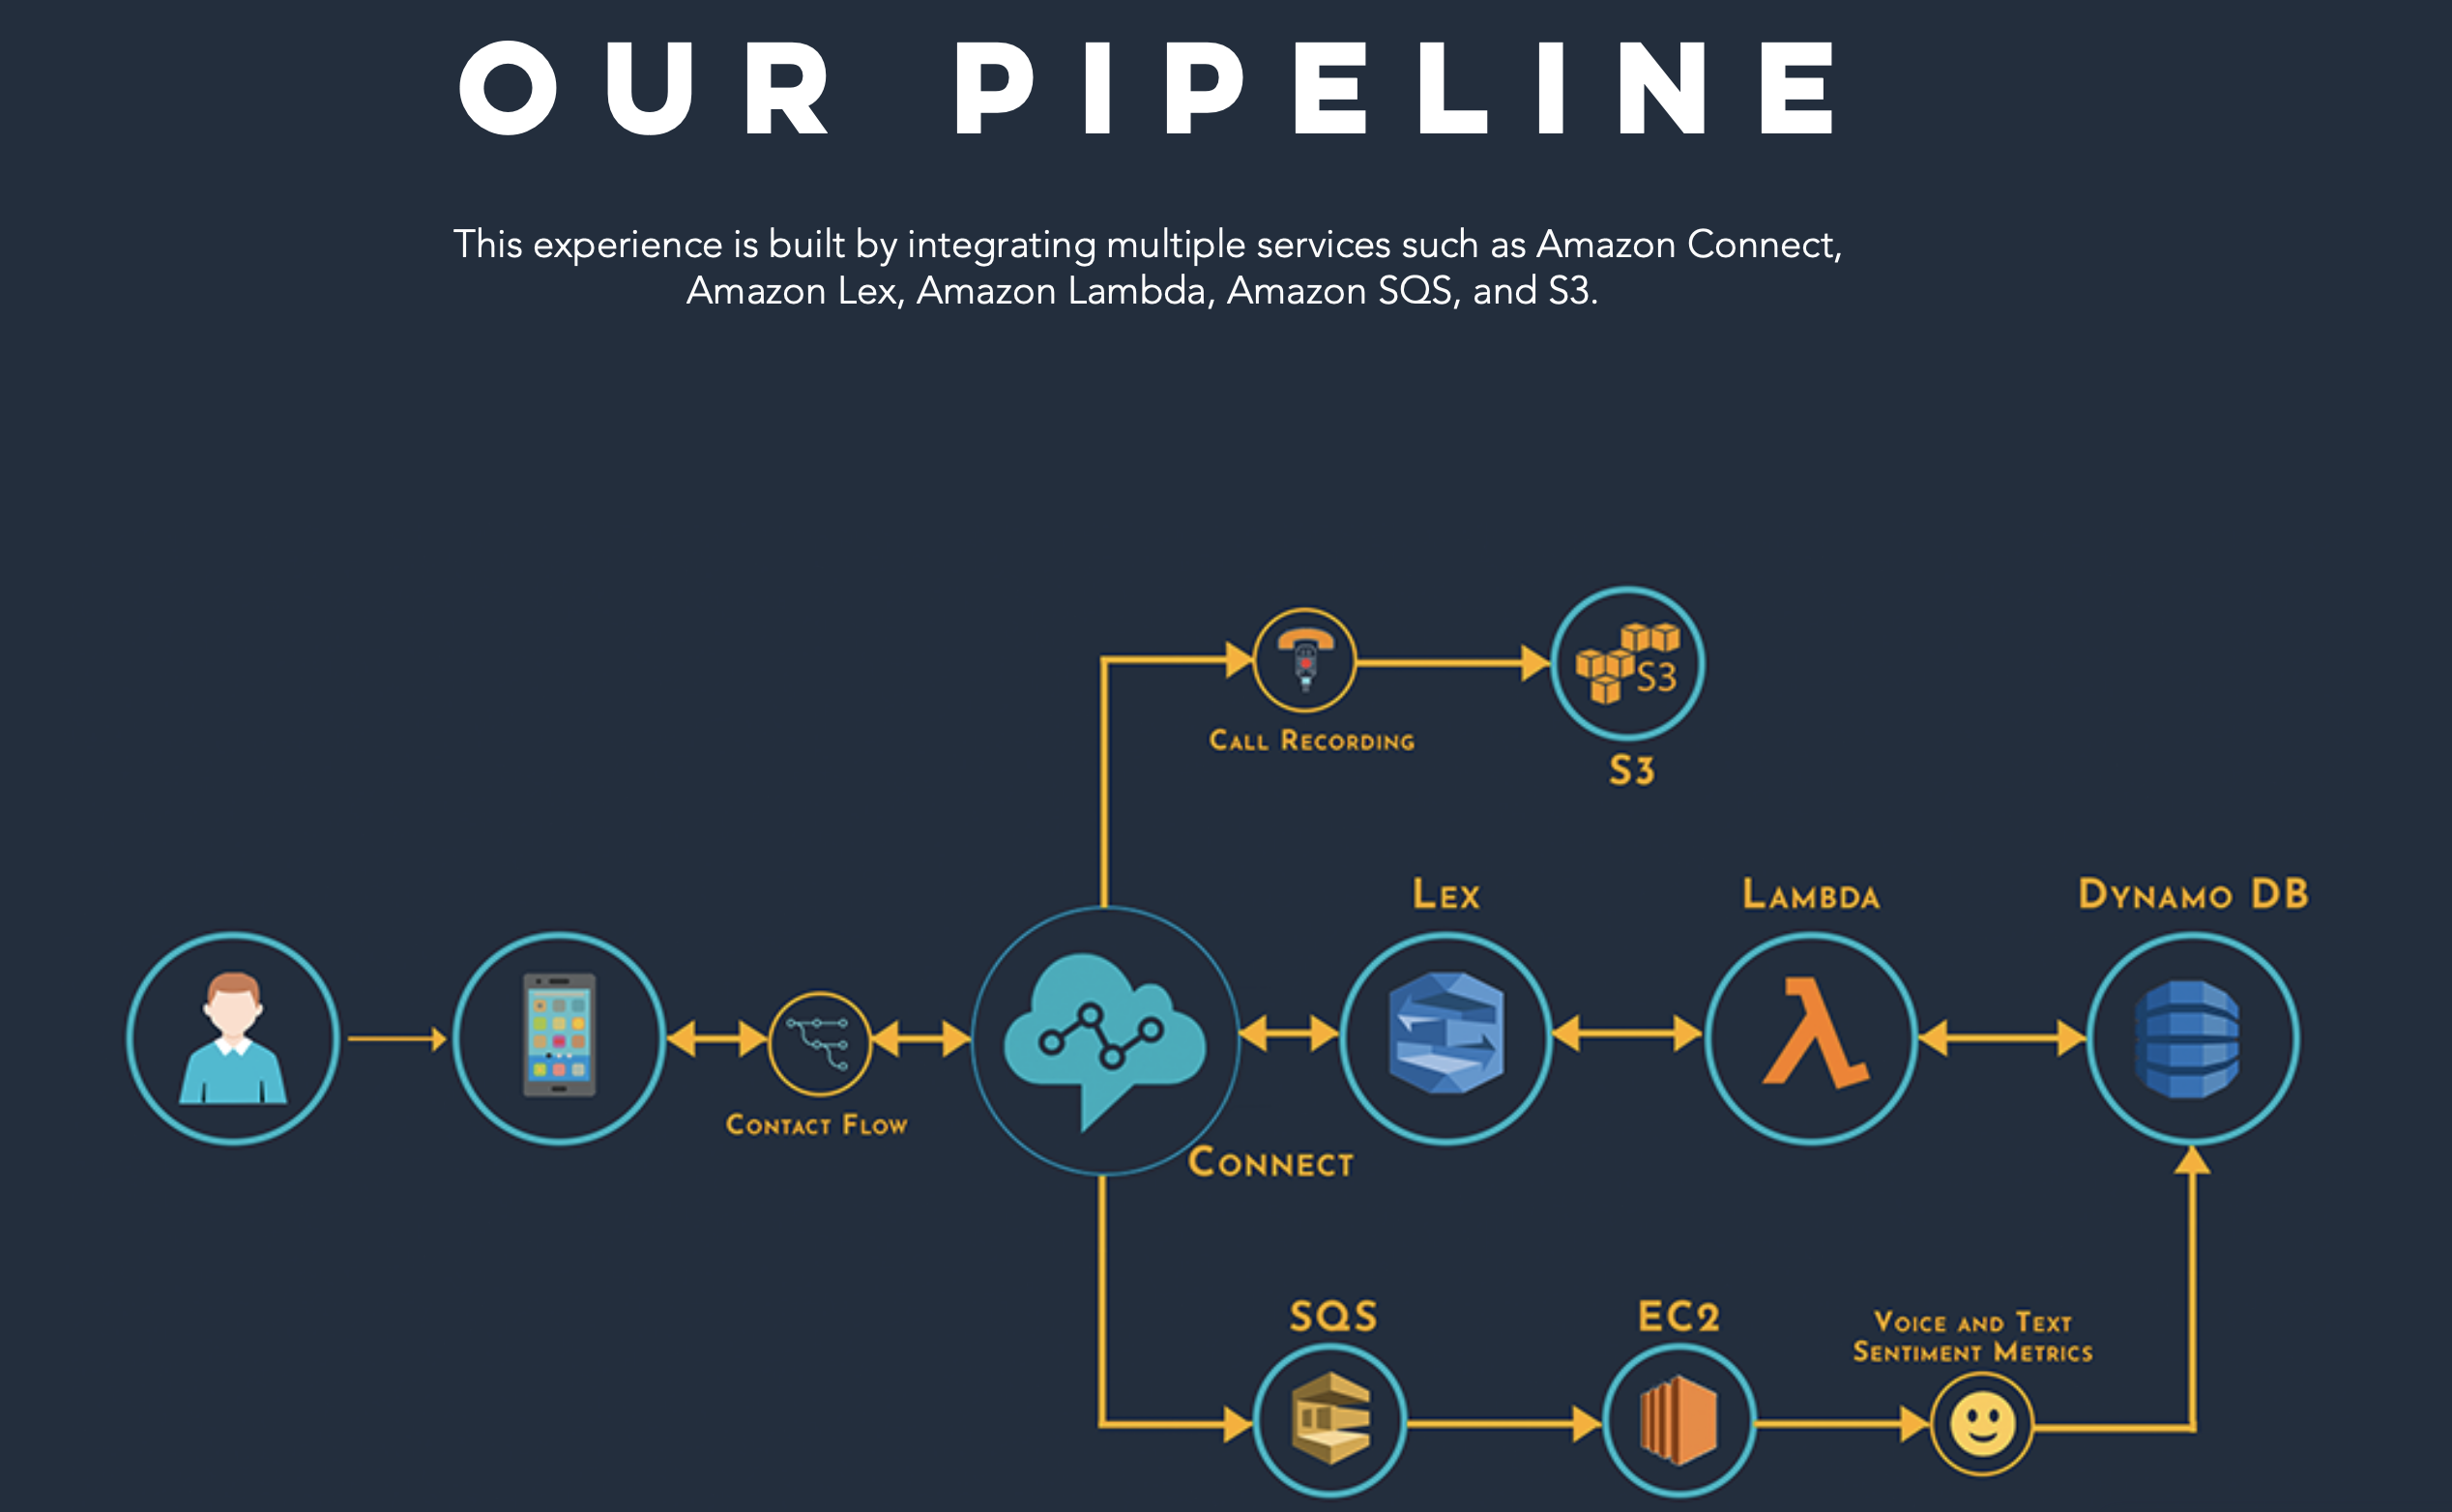 OUR PIPELINE
This experience is built by integrating multiple services such as Amazon Connect,
Amazon Lex, Amazon Lambda, Amazon SQS, and S3.
S3
Call Recording
S3
Lex
Lambda
Dynamo DB
Contact Flow
Connect
SQS
EC2
Voice and Text
Sentiment Metrics